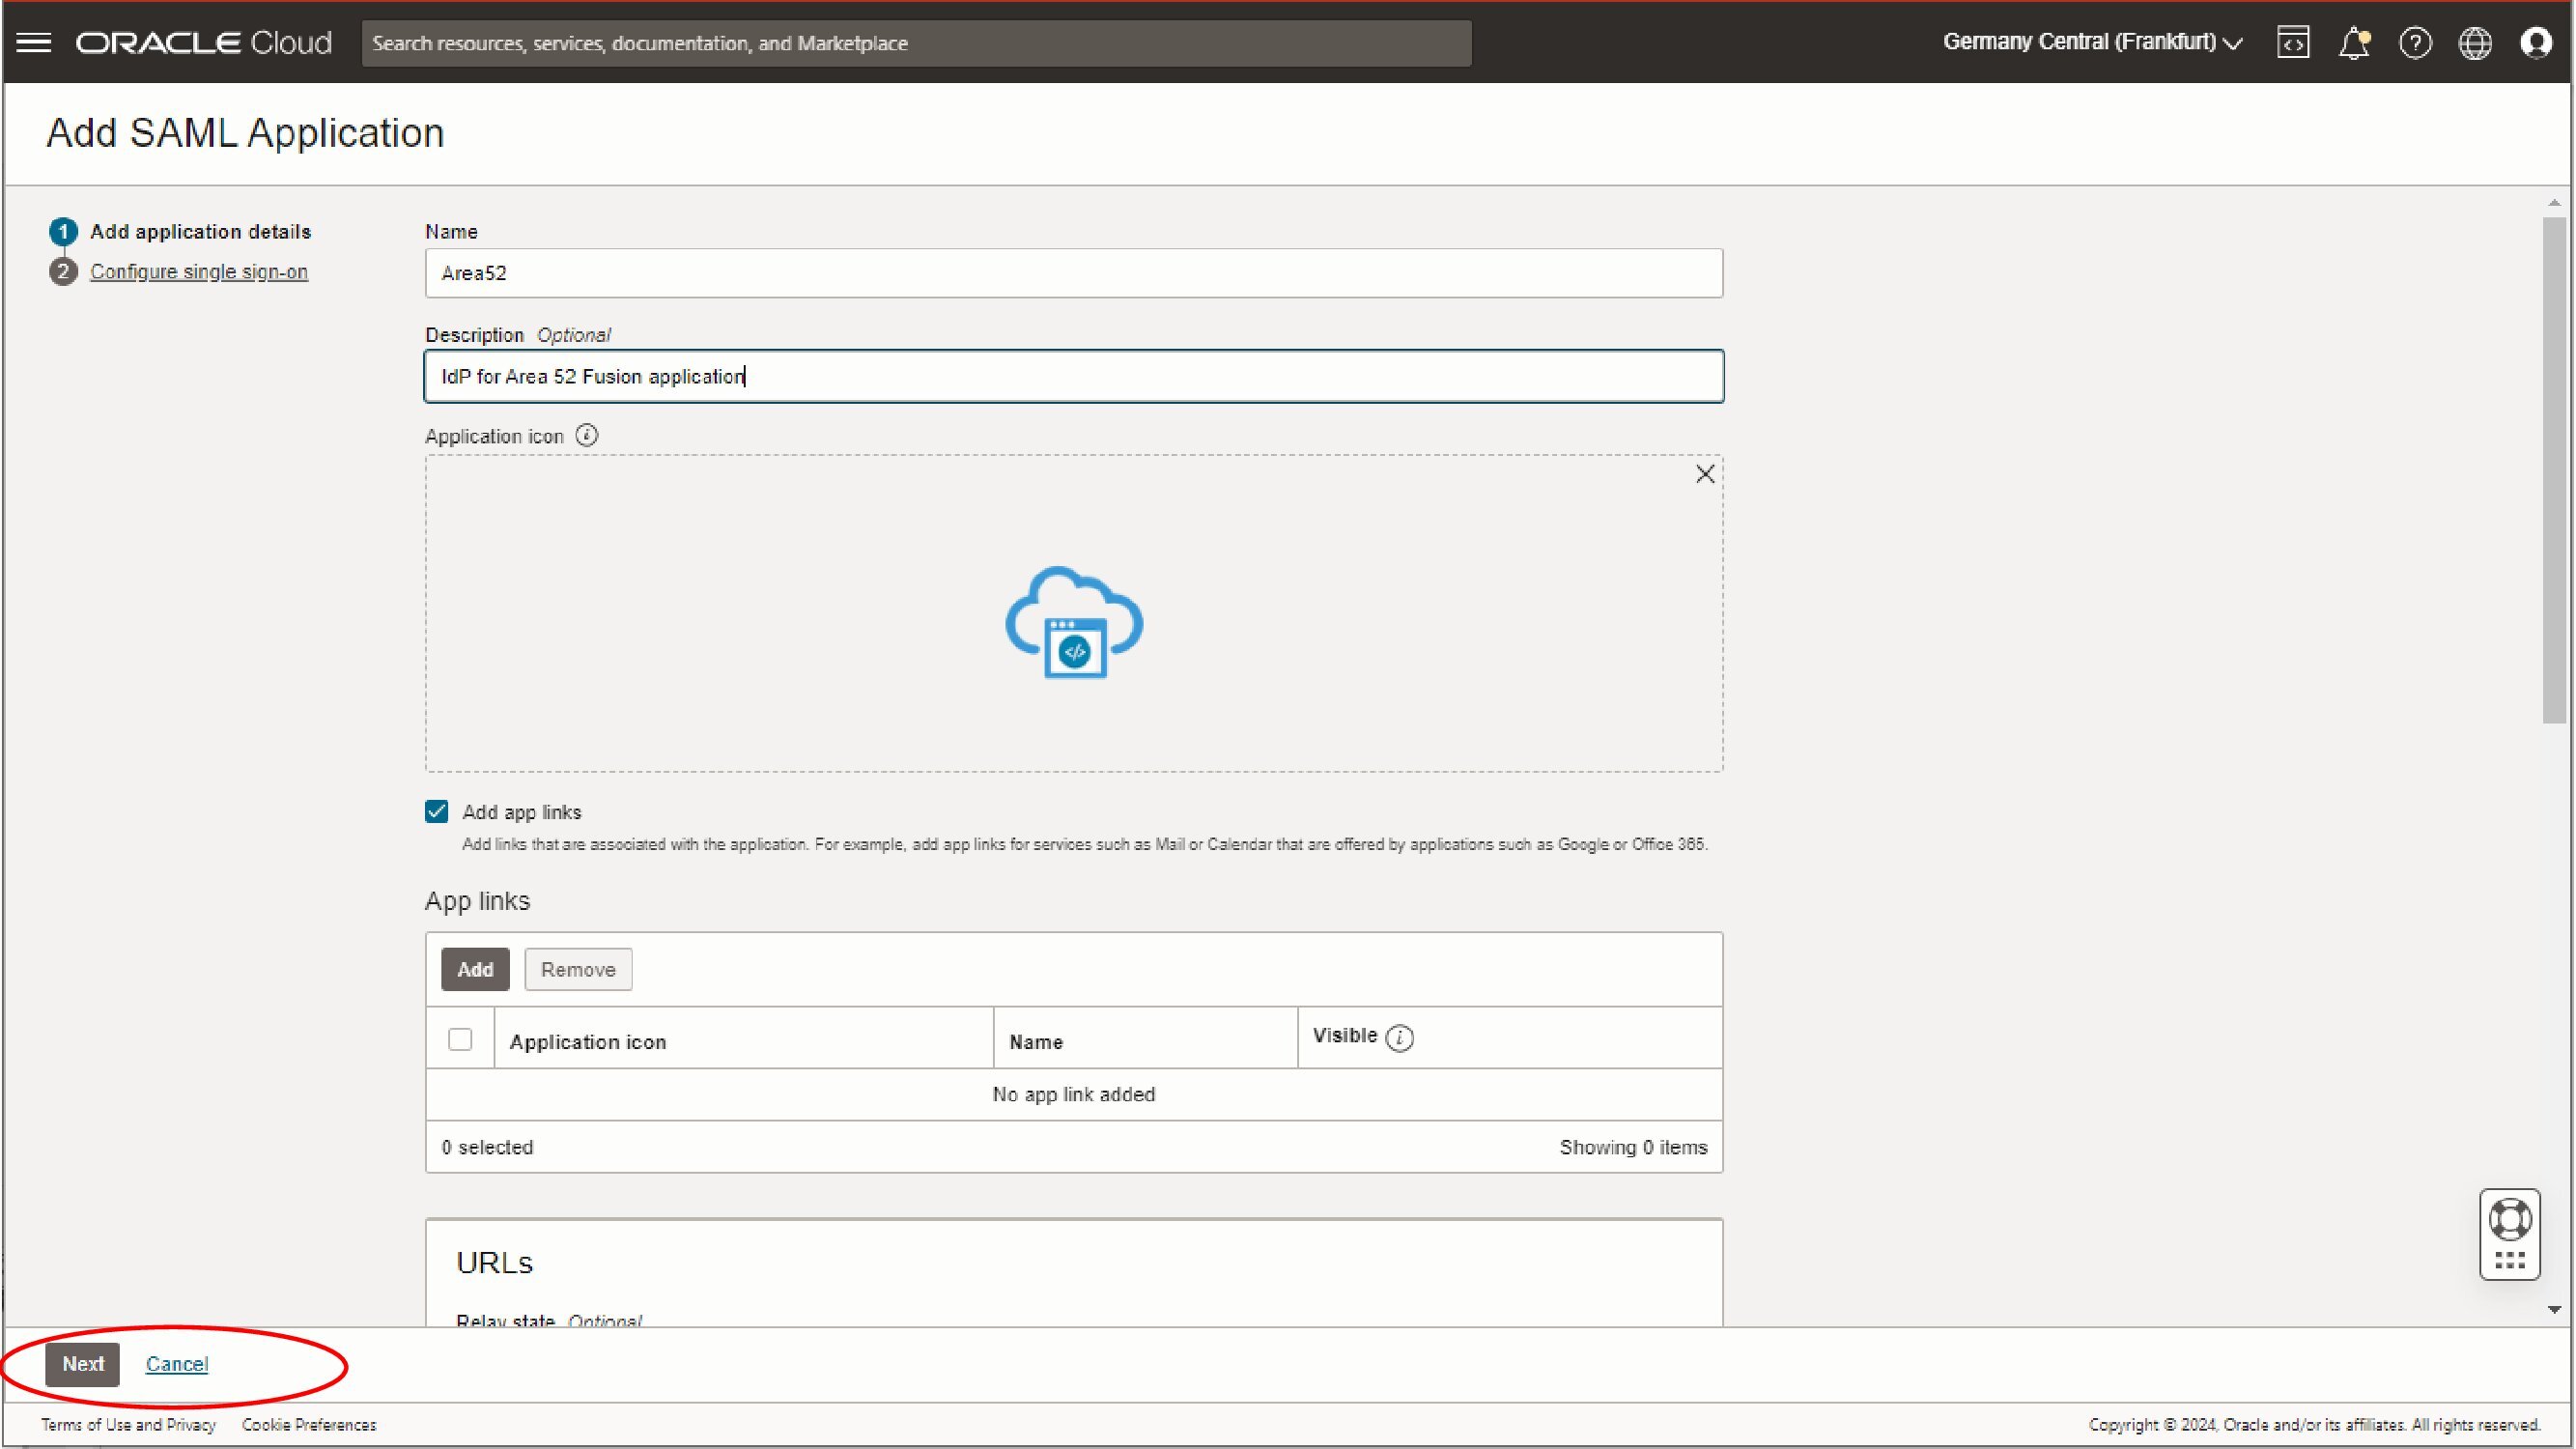 ORACLE Cloud
Search resources, services, documentation, and Marketplace
Germany Central (Frankfurt)
Add SAML Application
1 Add application details
2 Configure single sign-on
Name
Area52
Description Optional
IdP for Area 52 Fusion application
Application icon
Add app links
Add links that are associated with the application. For example, add app links for services such as Mail or Calendar that are offered by applications such as Google or Office 365.
App links
Add Remove
Application icon Name Visible
No app link added
0 selected Showing 0 items
URLs
Relay state Optional
Next Cancel
Terms of Use and Privacy Cookie Preferences Copyright © 2024, Oracle and/or its affiliates. All rights reserved.